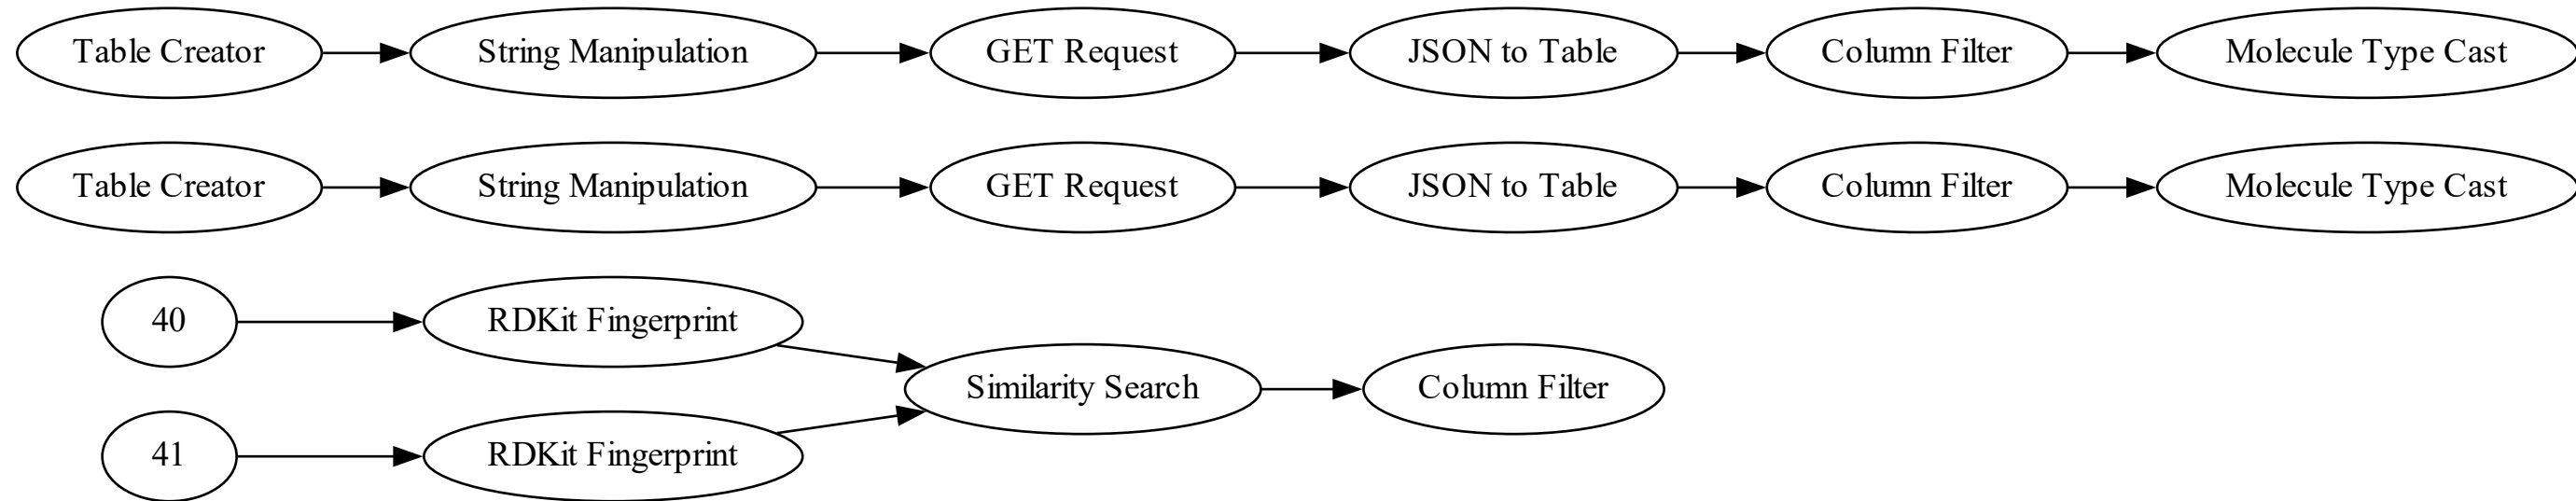 Table Creator String Manipulation GET Request JSON to Table Column Filter Molecule Type Cast
Table Creator String Manipulation GET Request JSON to Table Column Filter Molecule Type Cast
40 RDKit Fingerprint
Similarity Search Column Filter
41 RDKit Fingerprint